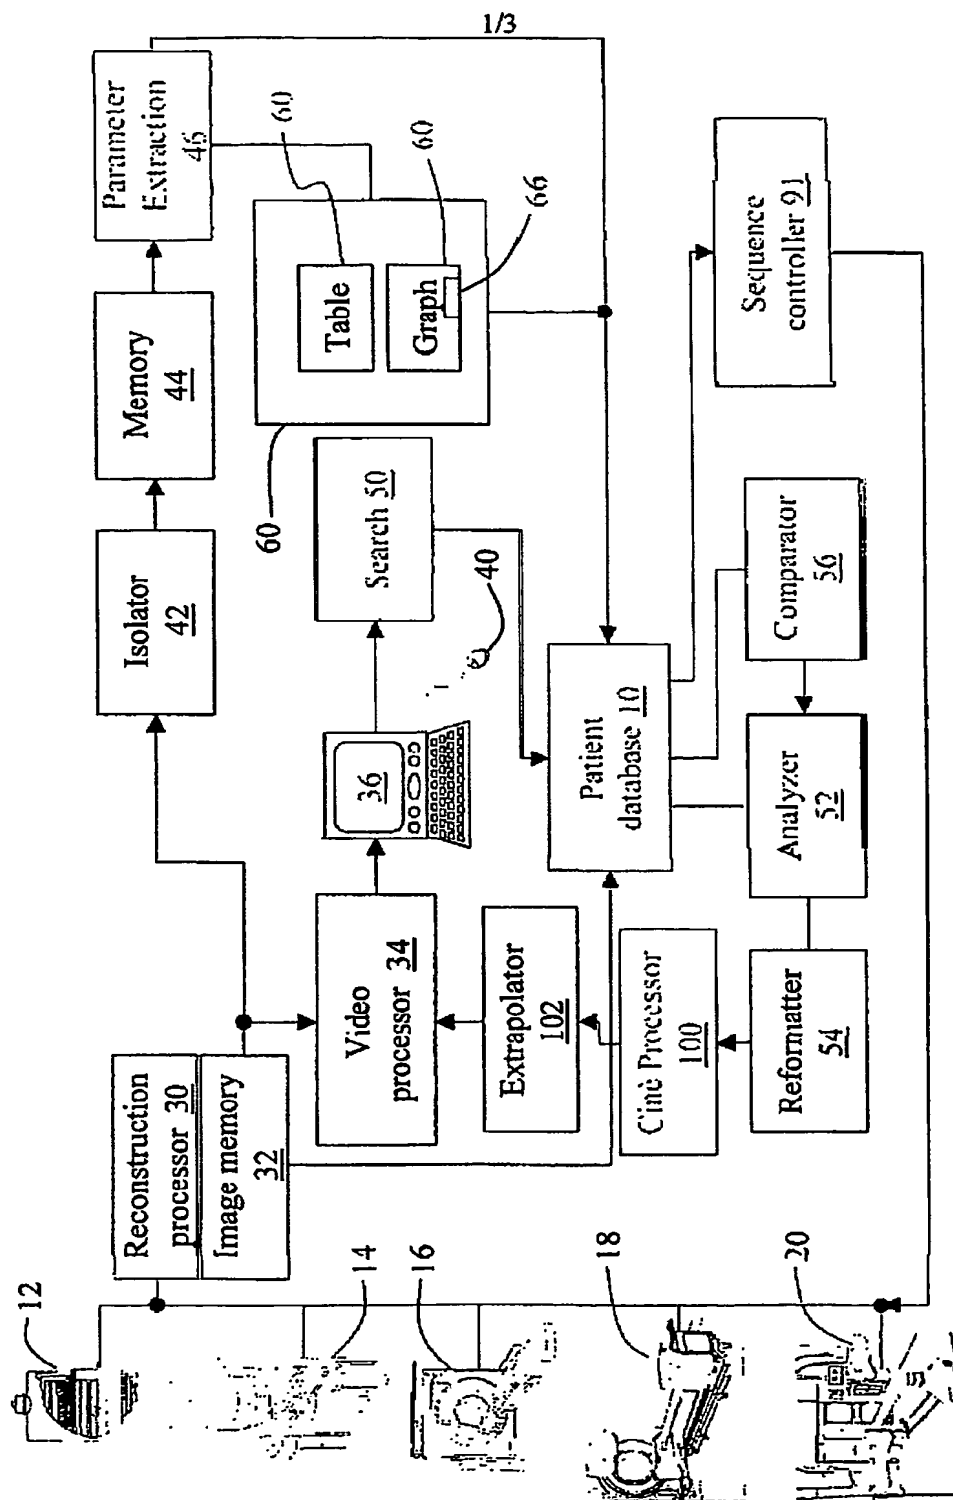 1/3
12
14
16
18
20
Reconstruction
processor 30
Image memory
32
Isolator
42
Memory
44
Parameter
Extraction
46
Video
processor 34
36
Search 50
40
60
Table
60
Graph
60
66
Extrapolator
102
Cine Processor
100
Patient
database 10
Reformatter
54
Analyzer
52
Comparator
56
Sequence
controller 91